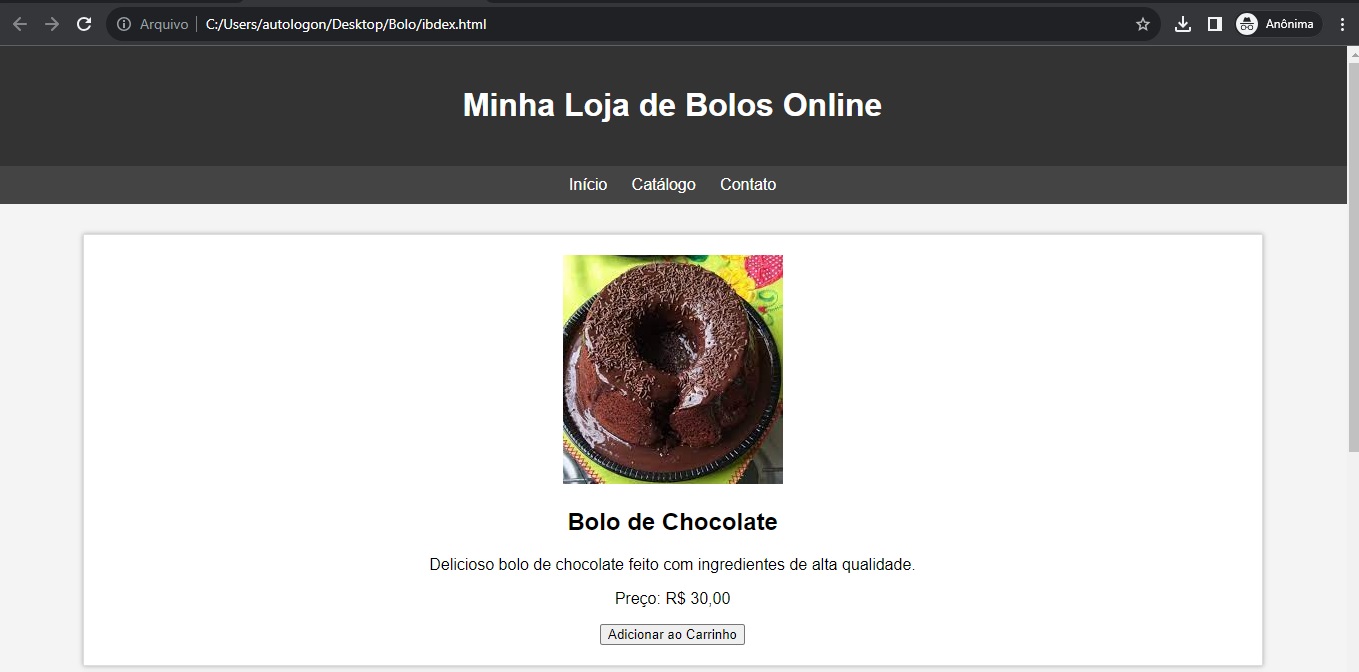 Arquivo C:/Users/autologon/Desktop/Bolo/ibdex.html Anônima
Minha Loja de Bolos Online
Início Catálogo Contato
Bolo de Chocolate
Delicioso bolo de chocolate feito com ingredientes de alta qualidade.
Preço: R$ 30,00
Adicionar ao Carrinho